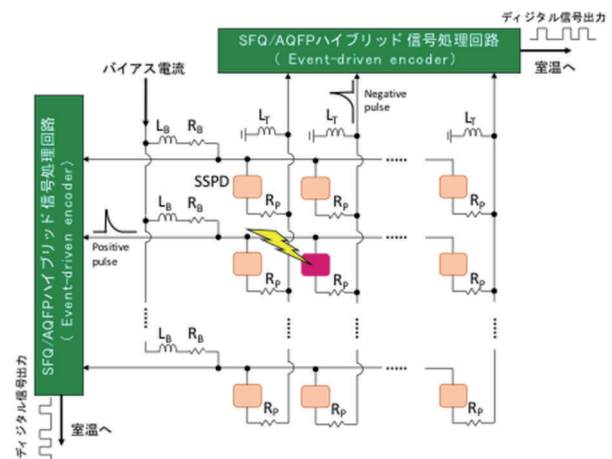 ディジタル信号出力
SFQ/AQFPハイブリッド信号処理回路
( Event-driven encoder)
室温へ
バイアス電流
Negative
pulse
L_T
L_T
L_T
L_B
R_B
SSPD
R_P
R_P
R_P
SFQ/AQFPハイブリッド信号処理回路
( Event-driven encoder)
Positive
pulse
L_B
R_B
R_P
R_P
R_P
L_B
R_B
R_P
R_P
R_P
ディジタル信号出力
室温へ